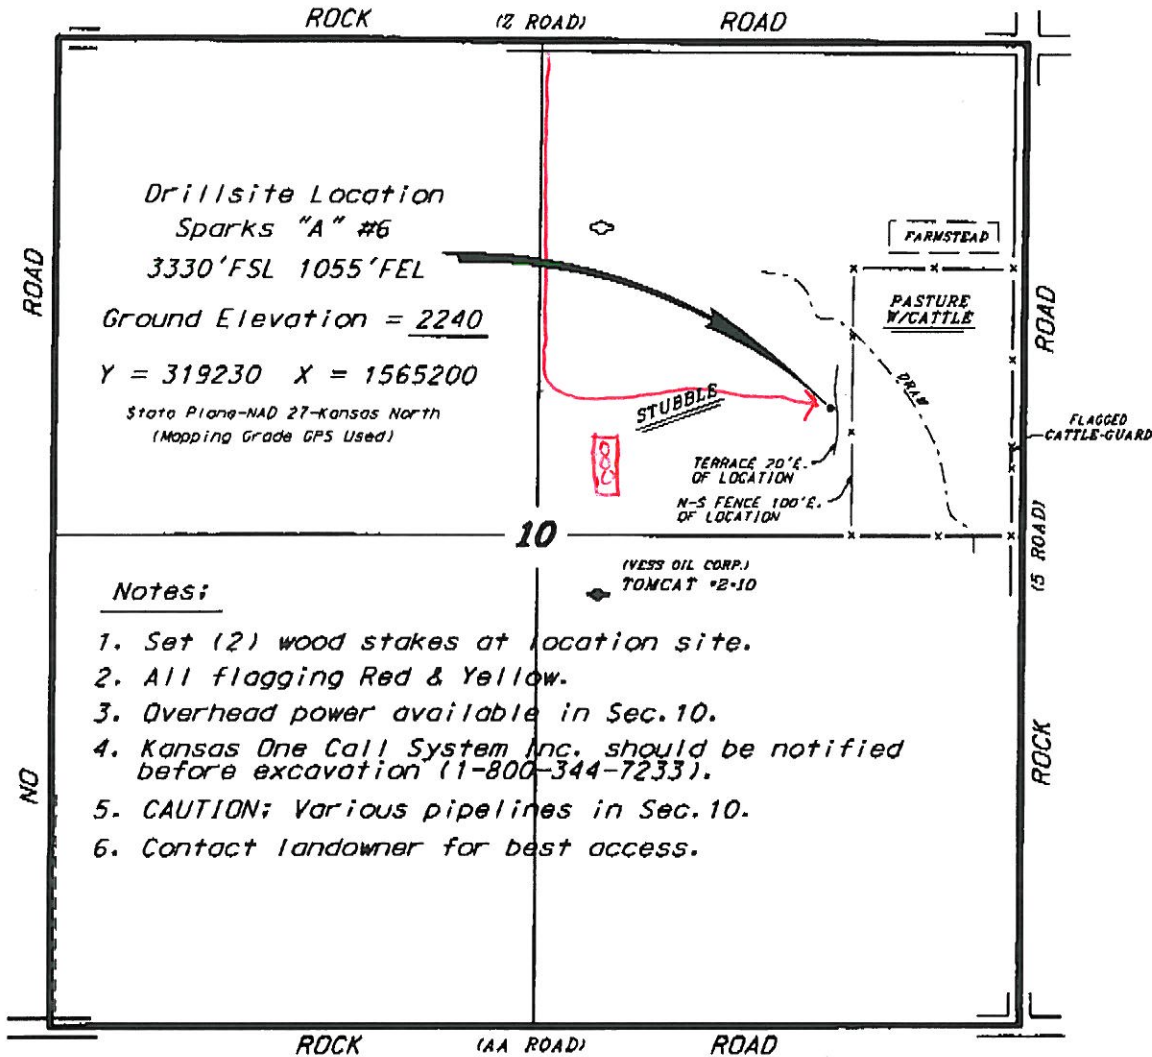 ROCK (Z ROAD) ROAD
Drillsite Location
Sparks "A" #6
3330'FSL 1055'FEL
Ground Elevation = 2240
Y = 319230 X = 1565200
State Plane-NAD 27-Kansas North
(Mapping Grade GPS Used)
ROAD
NO
FARMSTEAD
PASTURE
W/CATTLE
DRAW
STUBBLE
TERRACE 20'E.
OF LOCATION
N-S FENCE 100'E.
OF LOCATION
FLAGGED
CATTLE-GUARD
ROAD
(5 ROAD)
ROCK
10
(VESS OIL CORP.)
TOMCAT #2-10
Notes:
1. Set (2) wood stakes at location site.
2. All flagging Red & Yellow.
3. Overhead power available in Sec.10.
4. Kansas One Call System Inc. should be notified
before excavation (1-800-344-7233).
5. CAUTION: Various pipelines in Sec.10.
6. Contact landowner for best access.
ROCK (AA ROAD) ROAD